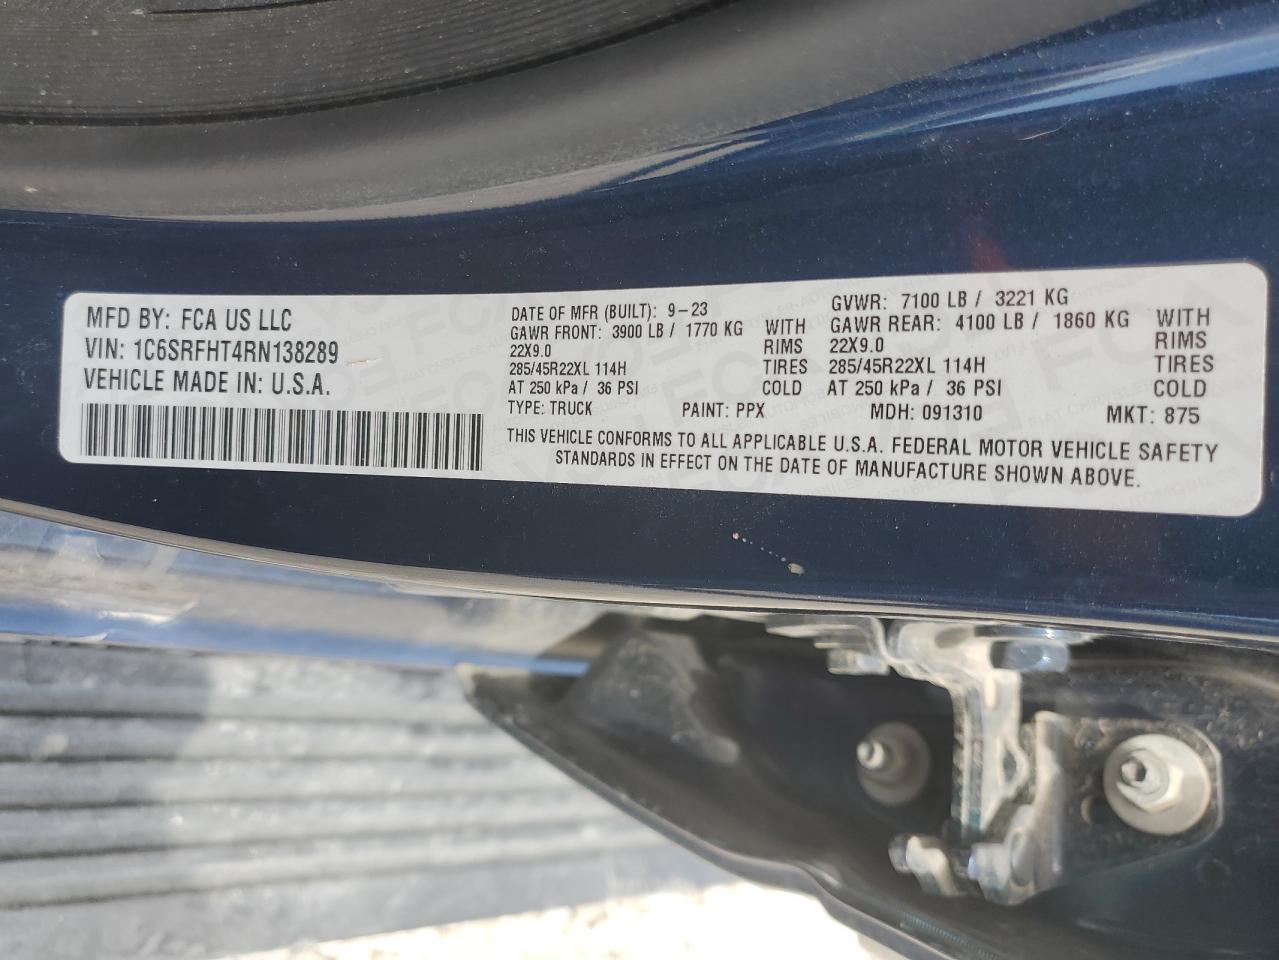 MFD BY: FCA US LLC
VIN: 1C6SRFHT4RN138289
VEHICLE MADE IN: U.S.A.
DATE OF MFR (BUILT): 9-23
GAWR FRONT: 3900 LB / 1770 KG WITH
22X9.0 RIMS
285/45R22XL 114H TIRES
AT 250 kPa / 36 PSI COLD
GVWR: 7100 LB / 3221 KG
GAWR REAR: 4100 LB / 1860 KG WITH
22X9.0 RIMS
285/45R22XL 114H TIRES
AT 250 kPa / 36 PSI COLD
TYPE: TRUCK PAINT: PPX MDH: 091310 MKT: 875
THIS VEHICLE CONFORMS TO ALL APPLICABLE U.S.A. FEDERAL MOTOR VEHICLE SAFETY
STANDARDS IN EFFECT ON THE DATE OF MANUFACTURE SHOWN ABOVE.